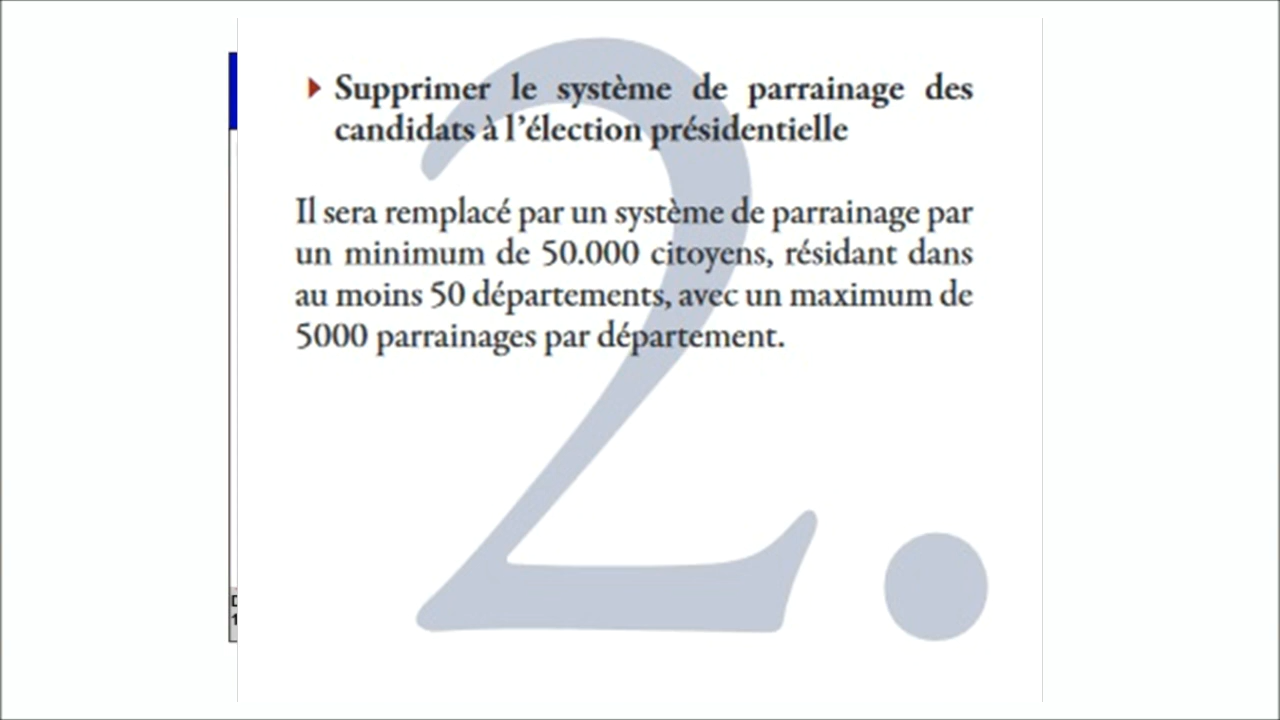 Supprimer le système de parrainage des
candidats à l'élection présidentielle
Il sera remplacé par un système de parrainage par
un minimum de 50.000 citoyens, résidant dans
au moins 50 départements, avec un maximum de
5000 parrainages par département.
2.